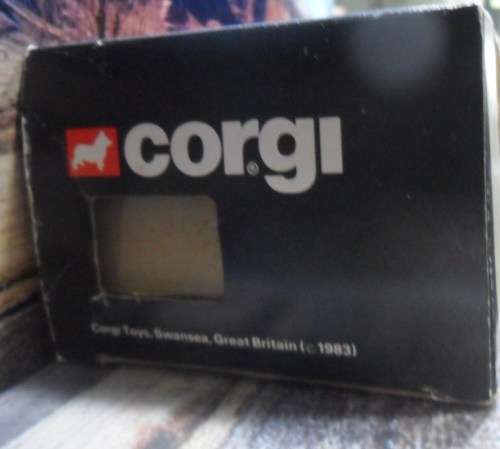 corgi®
Corgi Toys, Swansea, Great Britain (© 1983)